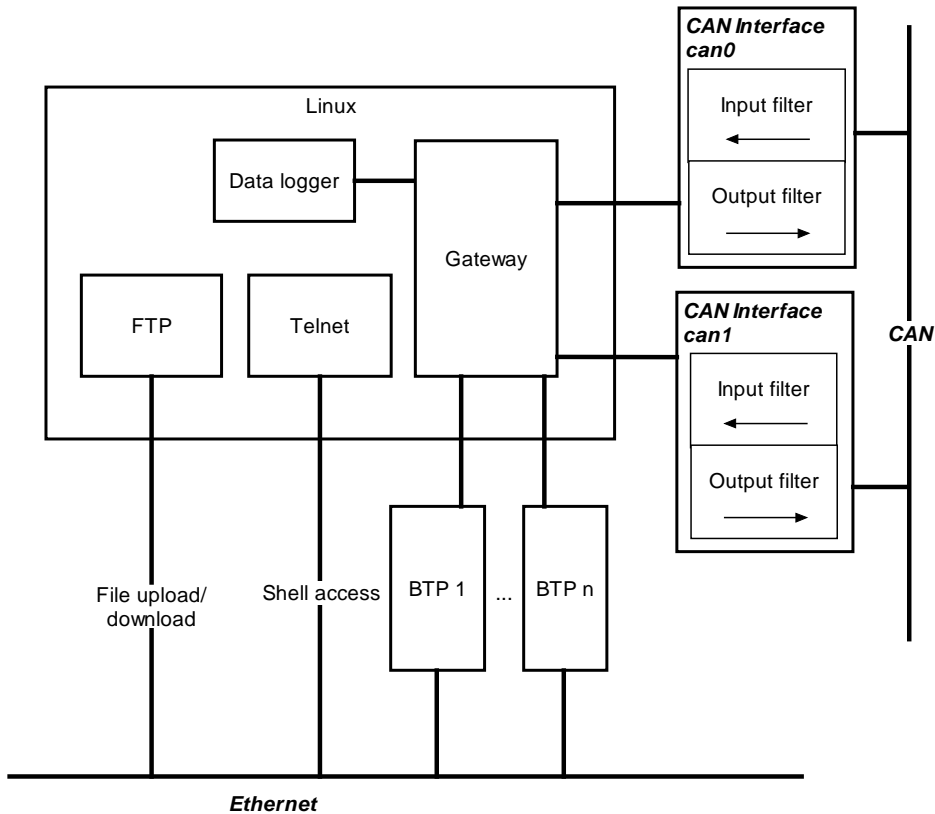 CAN Interface
can0
Input filter
Output filter
Linux
Data logger
Gateway
FTP
Telnet
CAN Interface
can1
Input filter
Output filter
CAN
File upload/
download
Shell access
BTP 1
...
BTP n
Ethernet